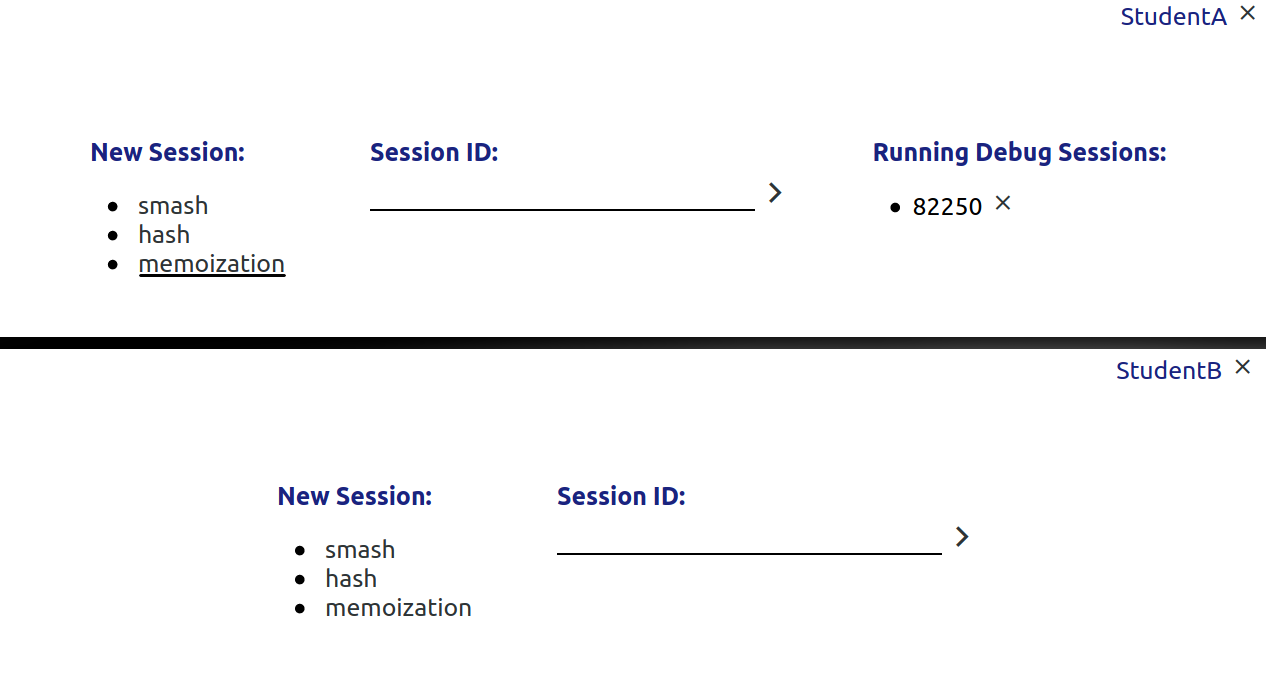 StudentA ×
New Session: Session ID: Running Debug Sessions:
• smash
• hash
• memoization
• 82250 ×
StudentB ×
New Session: Session ID:
• smash
• hash
• memoization